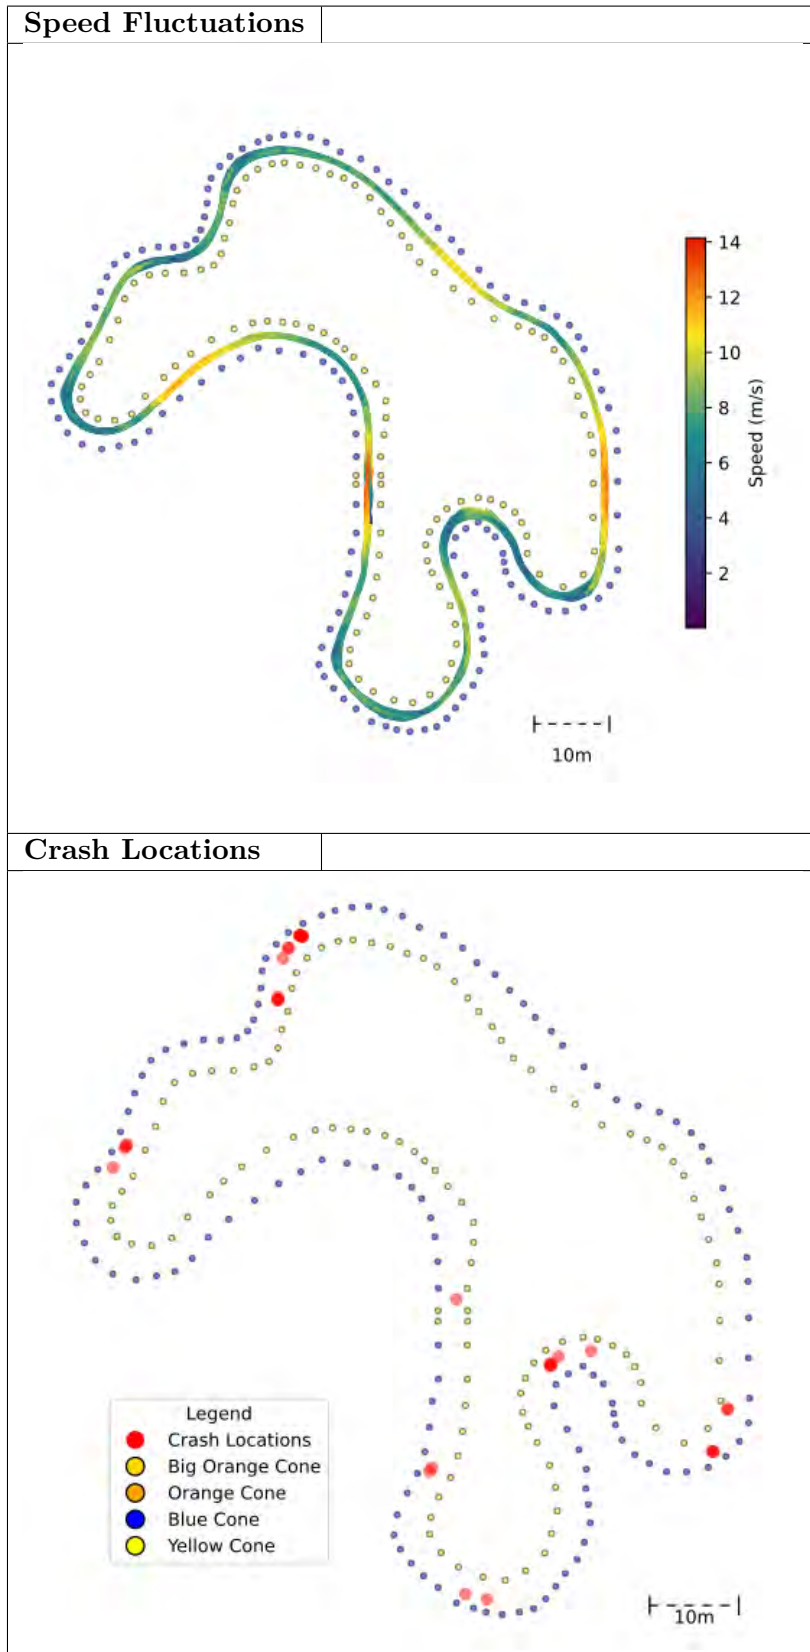 Speed Fluctuations
14
12
10
8
6
4
2
Speed (m/s)
10m
Crash Locations
Legend
Crash Locations
Big Orange Cone
Orange Cone
Blue Cone
Yellow Cone
10m